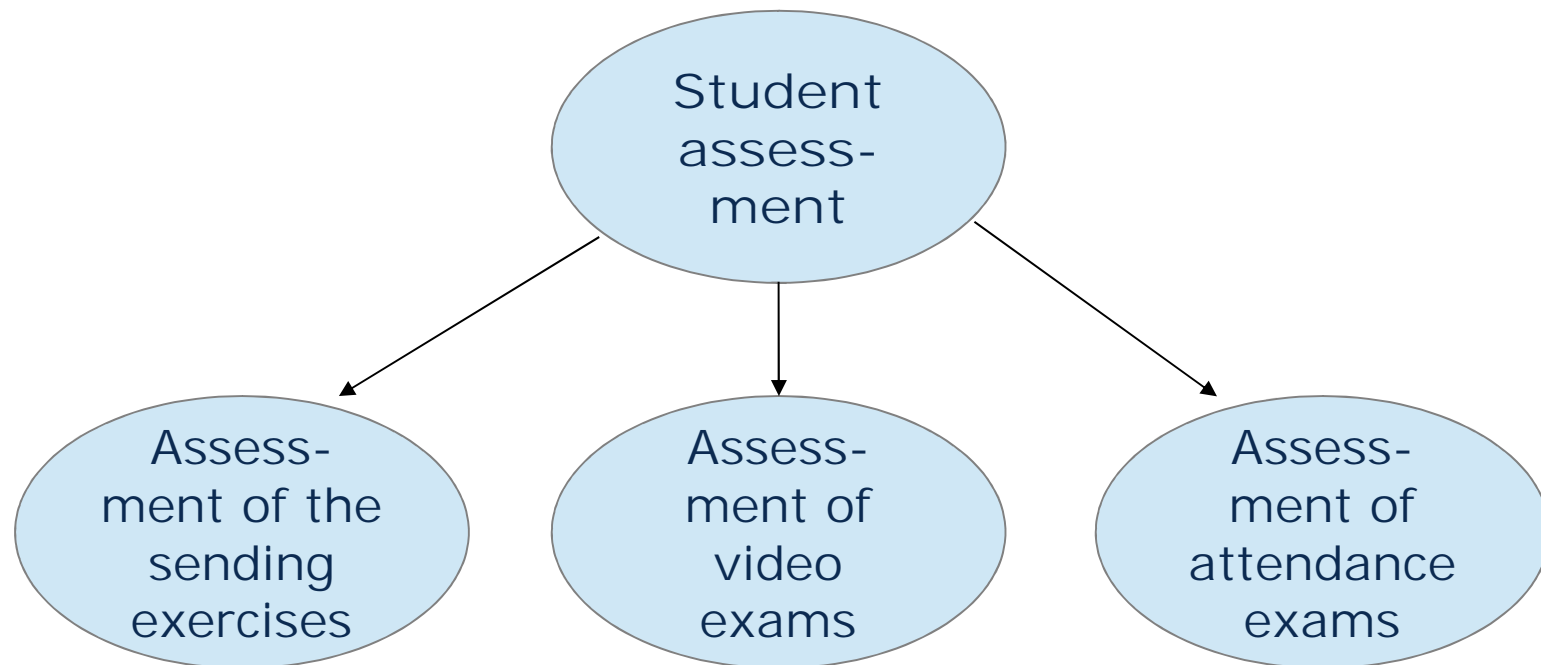 Student
assess-
ment
Assess-
ment of the
sending
exercises
Assess-
ment of
video
exams
Assess-
ment of
attendance
exams